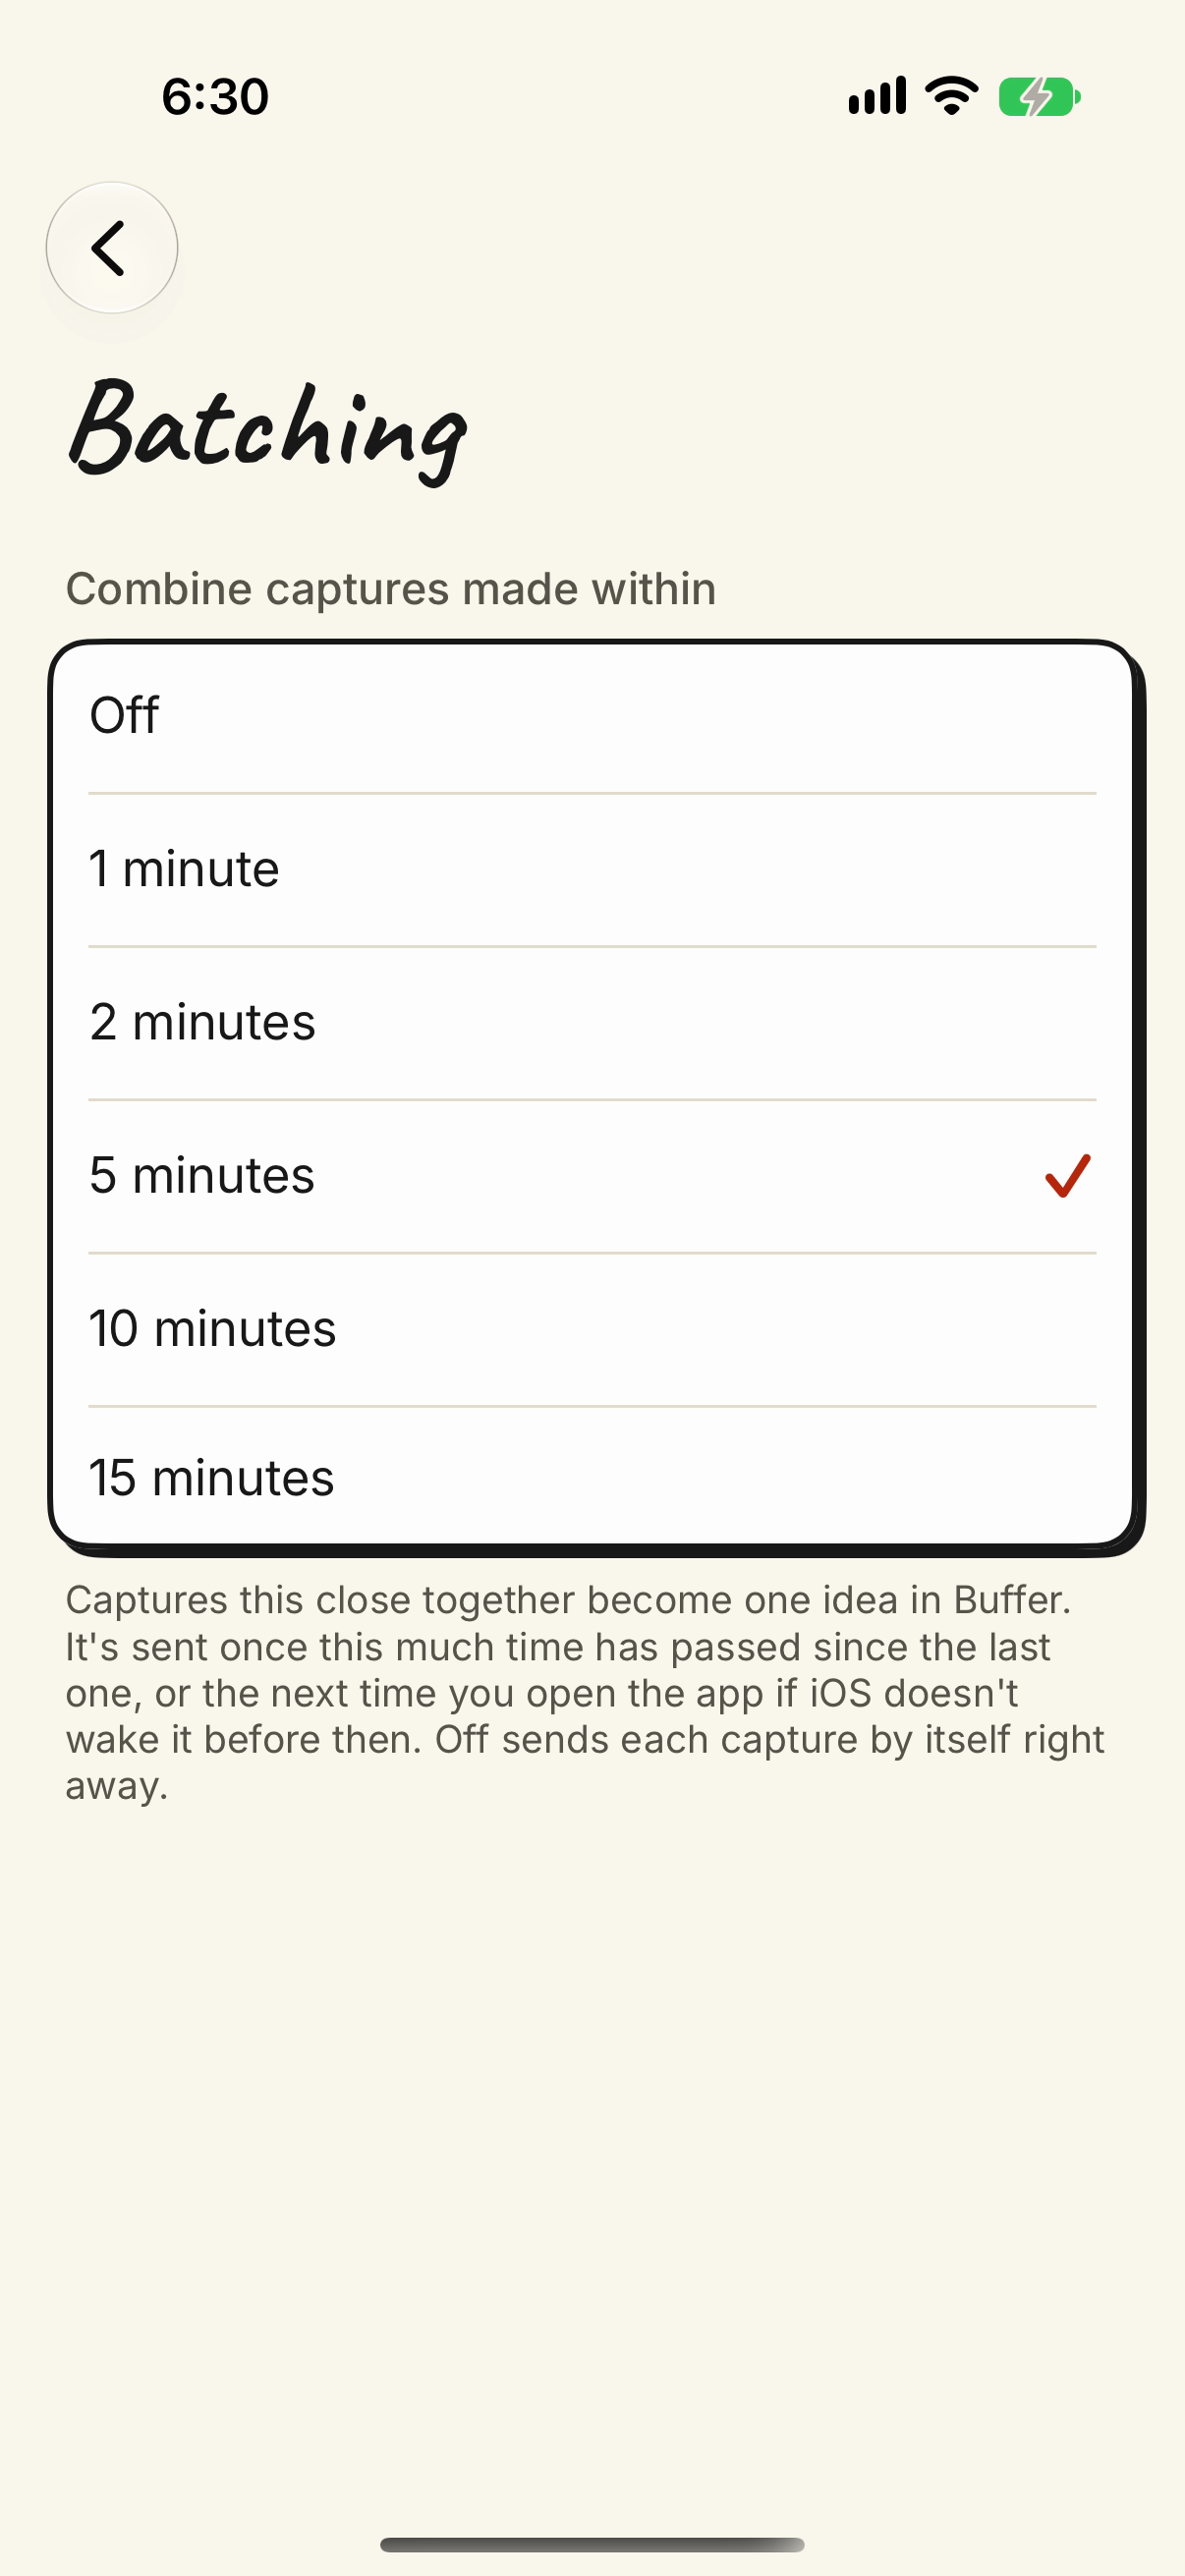 6:30
Batching
Combine captures made within
Off
1 minute
2 minutes
5 minutes
10 minutes
15 minutes
Captures this close together become one idea in Buffer.
It's sent once this much time has passed since the last
one, or the next time you open the app if iOS doesn't
wake it before then. Off sends each capture by itself right
away.